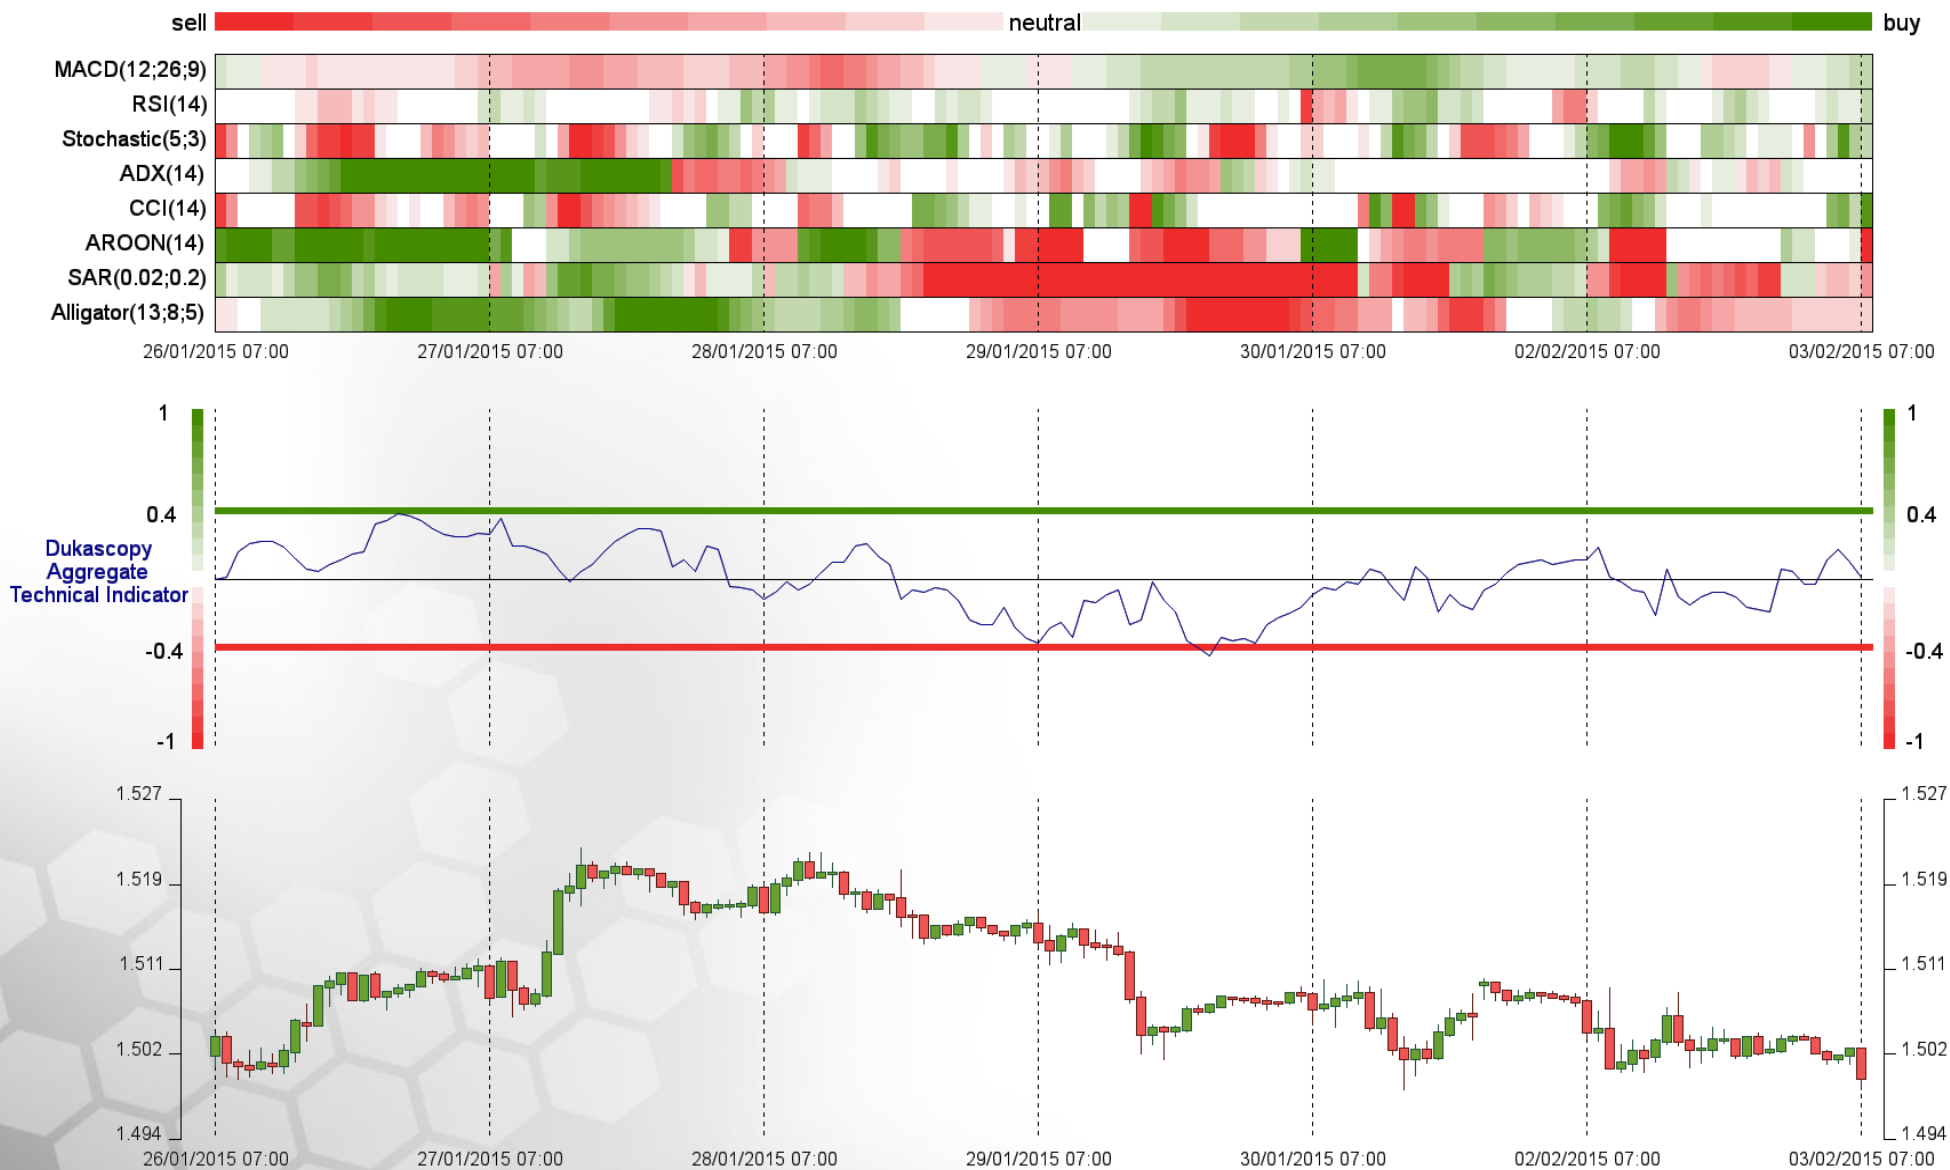 sell neutral buy
MACD(12;26;9)
RSI(14)
Stochastic(5;3)
ADX(14)
CCI(14)
AROON(14)
SAR(0.02;0.2)
Alligator(13;8;5)
26/01/2015 07:00 27/01/2015 07:00 28/01/2015 07:00 29/01/2015 07:00 30/01/2015 07:00 02/02/2015 07:00 03/02/2015 07:00
1 1
0.4 0.4
Dukascopy
Aggregate
Technical Indicator
-0.4 -0.4
-1 -1
1.527 1.527
1.519 1.519
1.511 1.511
1.502 1.502
1.494 1.494
26/01/2015 07:00 27/01/2015 07:00 28/01/2015 07:00 29/01/2015 07:00 30/01/2015 07:00 02/02/2015 07:00 03/02/2015 07:00